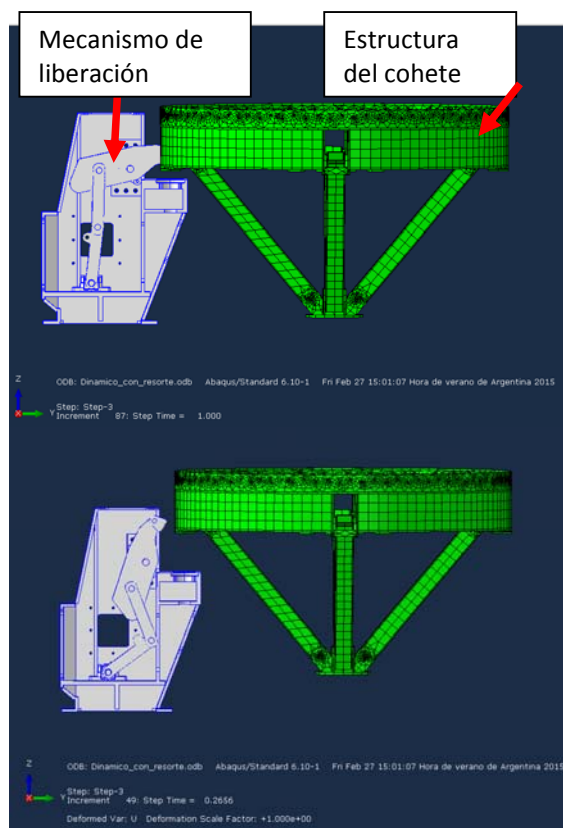 Mecanismo de
liberación
Estructura
del cohete
Z
ODB: Dinamico_con_resorte.odb Abaqus/Standard 6.10-1 Fri Feb 27 15:01:07 Hora de verano de Argentina 2015
Y
Step: Step-3
Increment 87: Step Time = 1.000
Z
ODB: Dinamico_con_resorte.odb Abaqus/Standard 6.10-1 Fri Feb 27 15:01:07 Hora de verano de Argentina 2015
Y
Step: Step-3
Increment 49: Step Time = 0.2656
Deformed Var: U Deformation Scale Factor: +1.000e+00